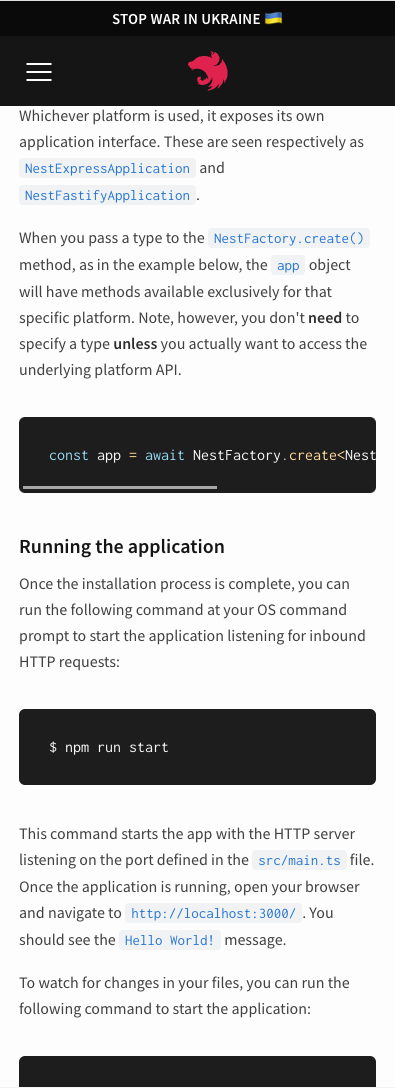 STOP WAR IN UKRAINE 🇺🇦
Whichever platform is used, it exposes its own
application interface. These are seen respectively as
NestExpressApplication and
NestFastifyApplication.
When you pass a type to the NestFactory.create()
method, as in the example below, the app object
will have methods available exclusively for that
specific platform. Note, however, you don't need to
specify a type unless you actually want to access the
underlying platform API.
const app = await NestFactory.create<Nest
Running the application
Once the installation process is complete, you can
run the following command at your OS command
prompt to start the application listening for inbound
HTTP requests:
$ npm run start
This command starts the app with the HTTP server
listening on the port defined in the src/main.ts file.
Once the application is running, open your browser
and navigate to http://localhost:3000/. You
should see the Hello World! message.
To watch for changes in your files, you can run the
following command to start the application: